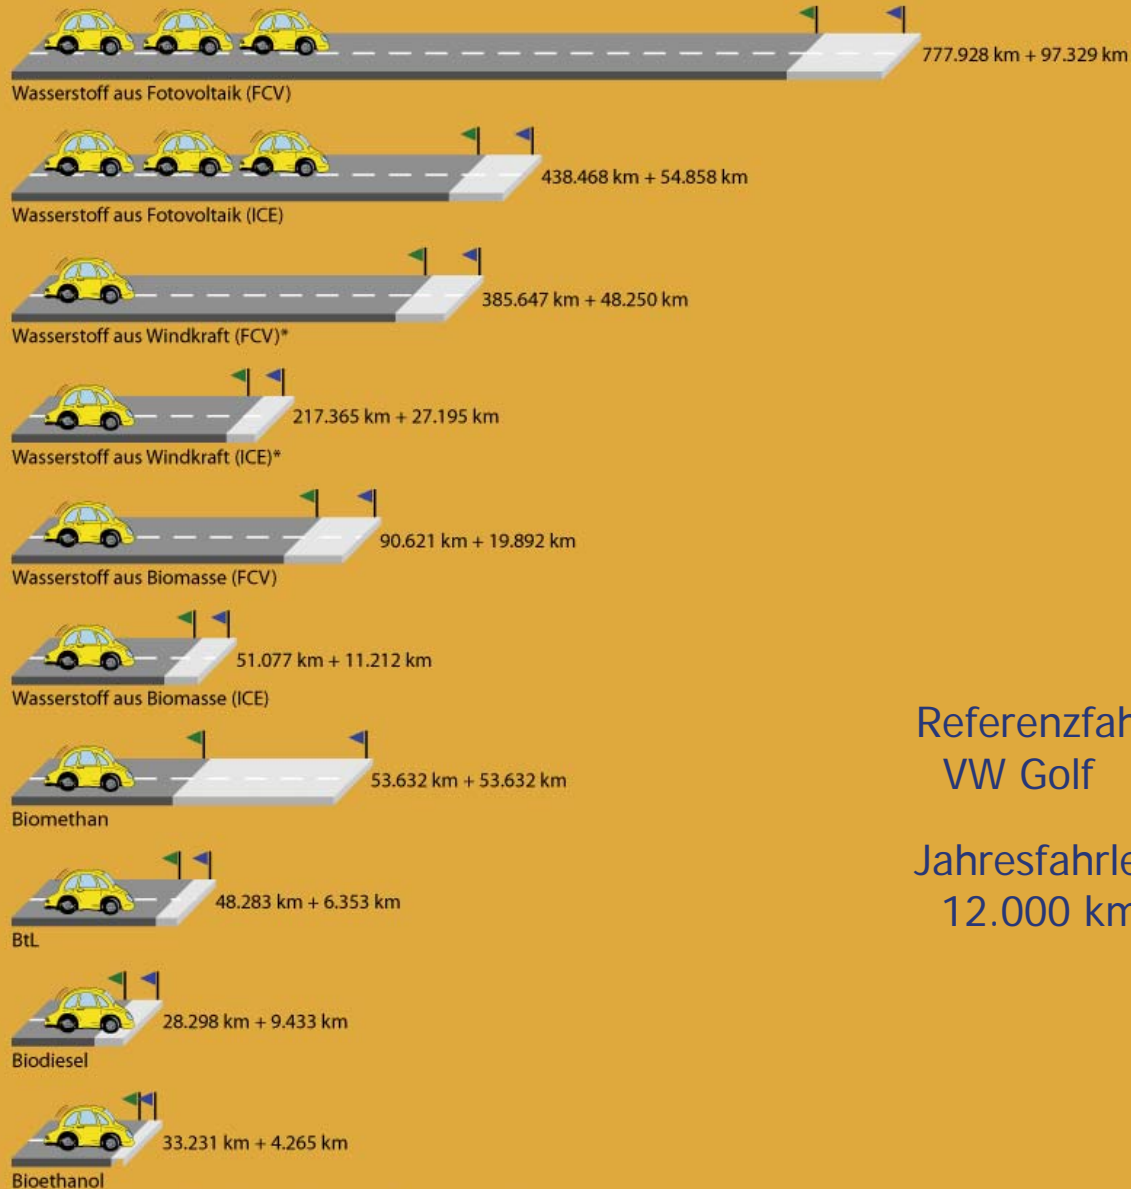 777.928 km + 97.329 km
Wasserstoff aus Fotovoltaik (FCV)
438.468 km + 54.858 km
Wasserstoff aus Fotovoltaik (ICE)
385.647 km + 48.250 km
Wasserstoff aus Windkraft (FCV)*
217.365 km + 27.195 km
Wasserstoff aus Windkraft (ICE)*
90.621 km + 19.892 km
Wasserstoff aus Biomasse (FCV)
51.077 km + 11.212 km
Wasserstoff aus Biomasse (ICE)
53.632 km + 53.632 km
Biomethan
48.283 km + 6.353 km
BtL
28.298 km + 9.433 km
Biodiesel
33.231 km + 4.265 km
Bioethanol
Referenzfah
VW Golf
Jahresfahrle
12.000 km